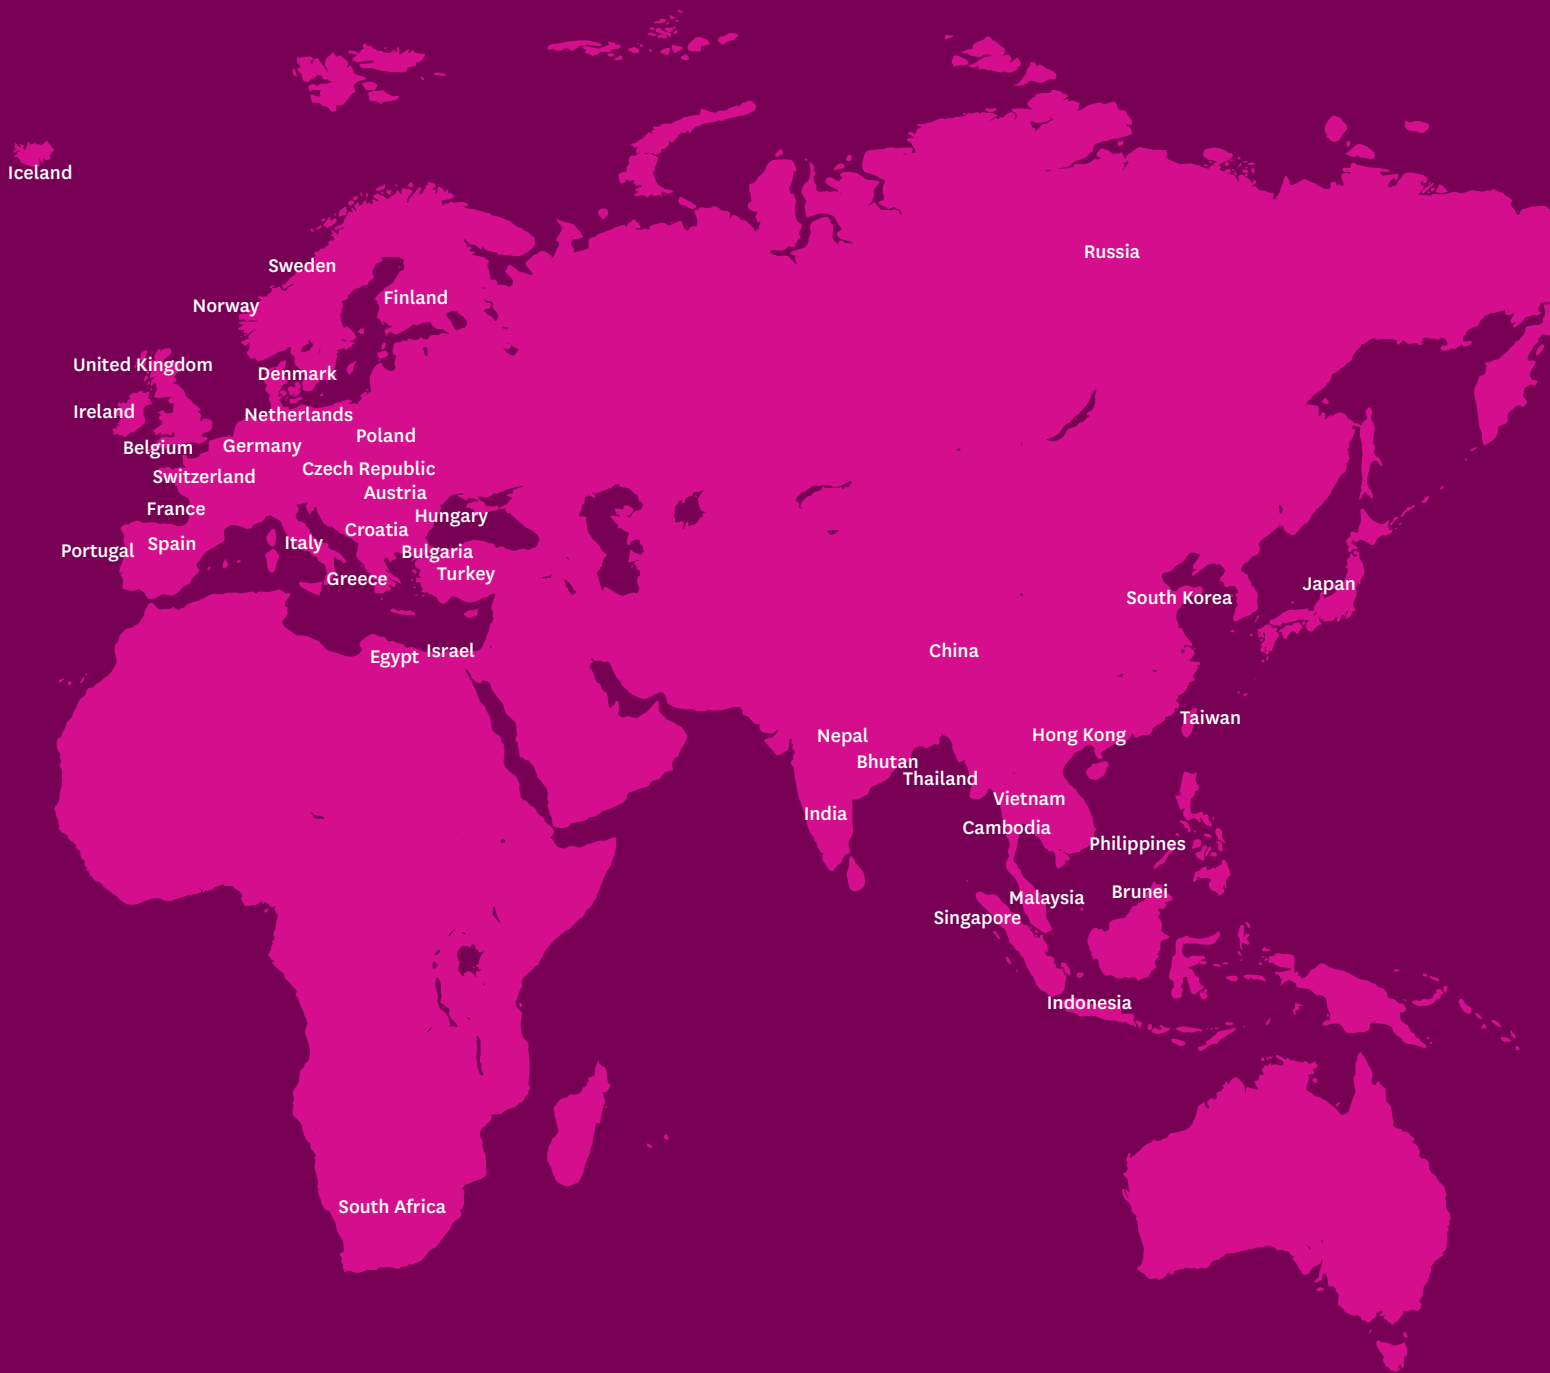 Iceland
Russia
Sweden
Finland
Norway
United Kingdom
Denmark
Ireland
Netherlands
Poland
Belgium
Germany
Czech Republic
Switzerland
Austria
France
Hungary
Croatia
Portugal
Spain
Italy
Bulgaria
Turkey
Greece
Japan
South Korea
Egypt
Israel
China
Taiwan
Nepal
Hong Kong
Bhutan
Thailand
Vietnam
India
Cambodia
Philippines
Brunei
Malaysia
Singapore
Indonesia
South Africa